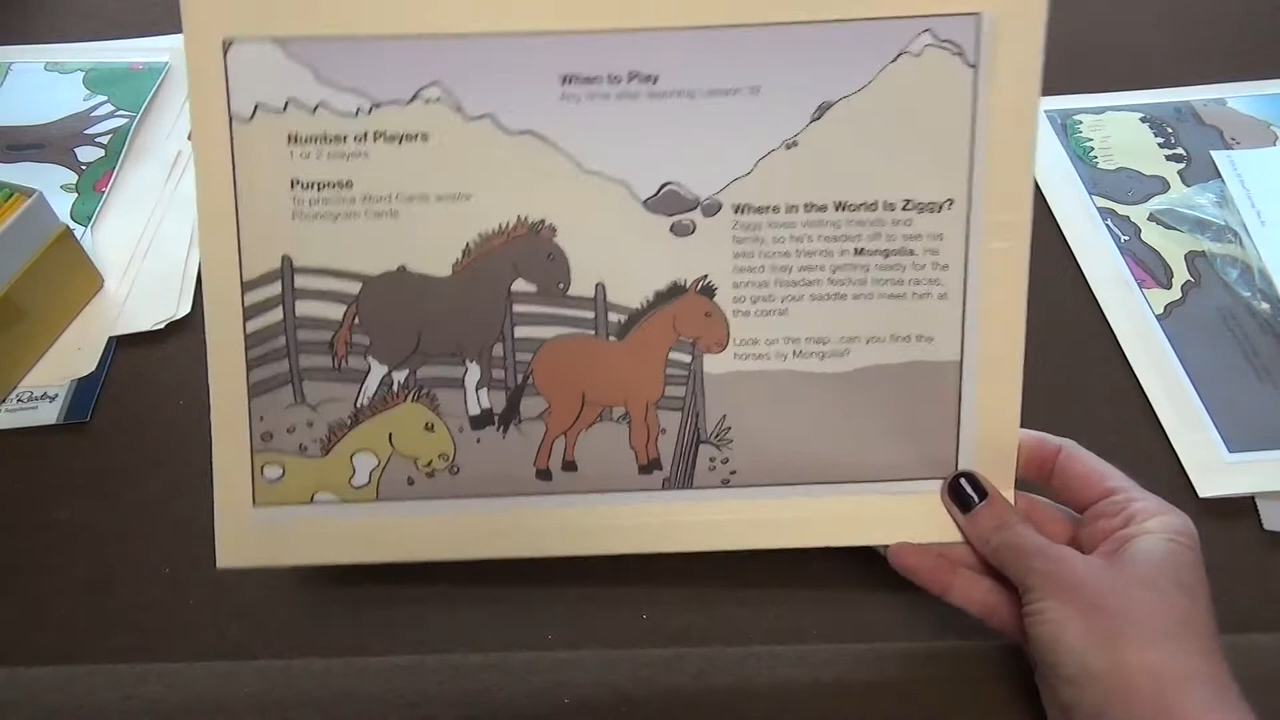 When to Play
Any time after teaching Lesson
Number of Players
1 or 2 players
Purpose
To practice Word Cards and/or
Phonogram Cards
Where in the World Is Ziggy?
Ziggy loves visiting friends and
family, so he's headed off to see his
wild horse friends in Mongolia. He
heard they were getting ready for the
annual Naadam festival horse races,
so grab your saddle and meet him at
the corral!
Look on the map...can you find the
horses by Mongolia?
Reading